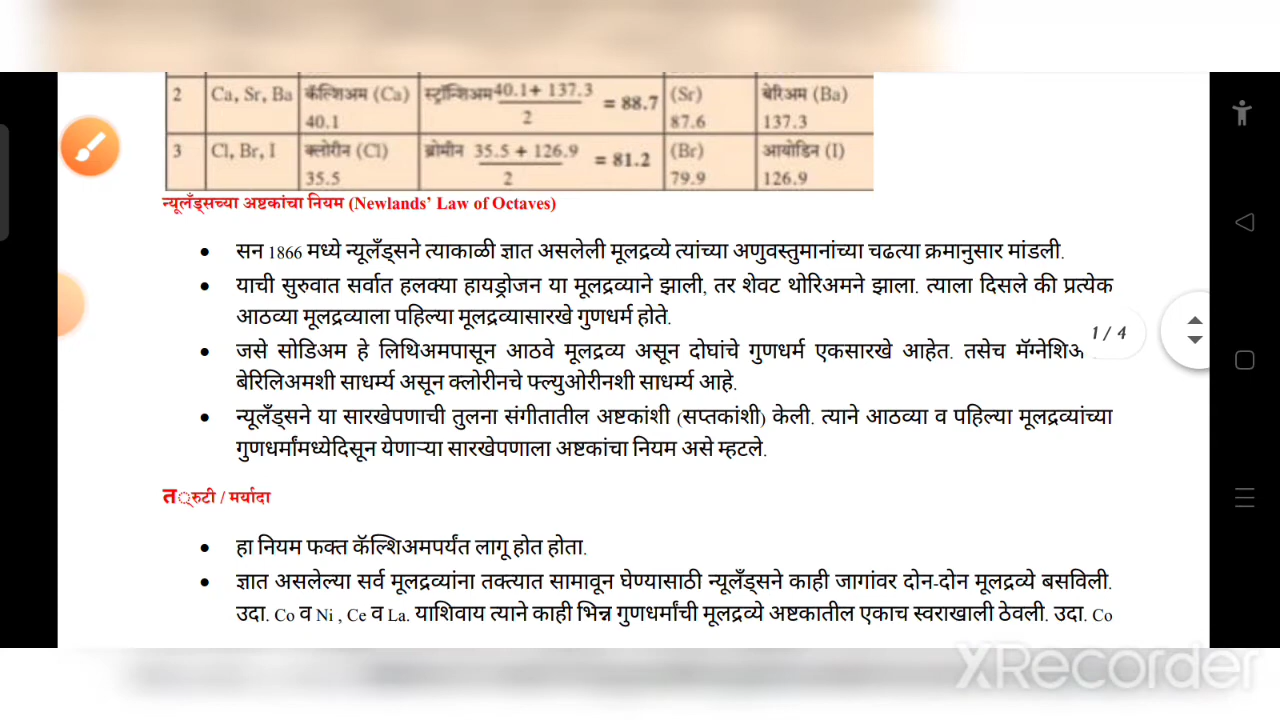 2 Ca, Sr, Ba कॅल्शिअम (Ca) स्ट्रॉन्शिअम 40.1+ 137.3 = 88.7 (Sr) बेरिअम (Ba)
40.1 2 87.6 137.3
3 Cl, Br, I क्लोरीन (Cl) ब्रोमीन 35.5 + 126.9 = 81.2 (Br) आयोडिन (I)
35.5 2 79.9 126.9
न्यूलँड्सच्या अष्टकांचा नियम (Newlands’ Law of Octaves)
• सन 1866 मध्ये न्यूलँड्सने त्याकाळी ज्ञात असलेली मूलद्रव्ये त्यांच्या अणुवस्तुमानांच्या चढत्या क्रमानुसार मांडली.
• याची सुरुवात सर्वात हलक्या हायड्रोजन या मूलद्रव्याने झाली, तर शेवट थोरिअमने झाला. त्याला दिसले की प्रत्येक
आठव्या मूलद्रव्याला पहिल्या मूलद्रव्यासारखे गुणधर्म होते.
1 / 4
• जसे सोडिअम हे लिथिअमपासून आठवे मूलद्रव्य असून दोघांचे गुणधर्म एकसारखे आहेत. तसेच
बेरिलिअमशी साधर्म्य असून क्लोरीनचे फ्ल्युओरीनशी साधर्म्य आहे.
• न्यूलँड्सने या सारखेपणाची तुलना संगीतातील अष्टकांशी (सप्तकांशी) केली. त्याने आठव्या व पहिल्या मूलद्रव्यांच्या
गुणधर्मांमध्येदिसून येणाऱ्या सारखेपणाला अष्टकांचा नियम असे म्हटले.
त्रुटी / मर्यादा
• हा नियम फक्त कॅल्शिअमपर्यंत लागू होत होता.
• ज्ञात असलेल्या सर्व मूलद्रव्यांना तक्त्यात सामावून घेण्यासाठी न्यूलँड्सने काही जागांवर दोन-दोन मूलद्रव्ये बसविली.
उदा. Co व Ni , Ce व La. याशिवाय त्याने काही भिन्न गुणधर्मांची मूलद्रव्ये अष्टकातील एकाच स्वराखाली ठेवली. उदा. Co
XRecorder